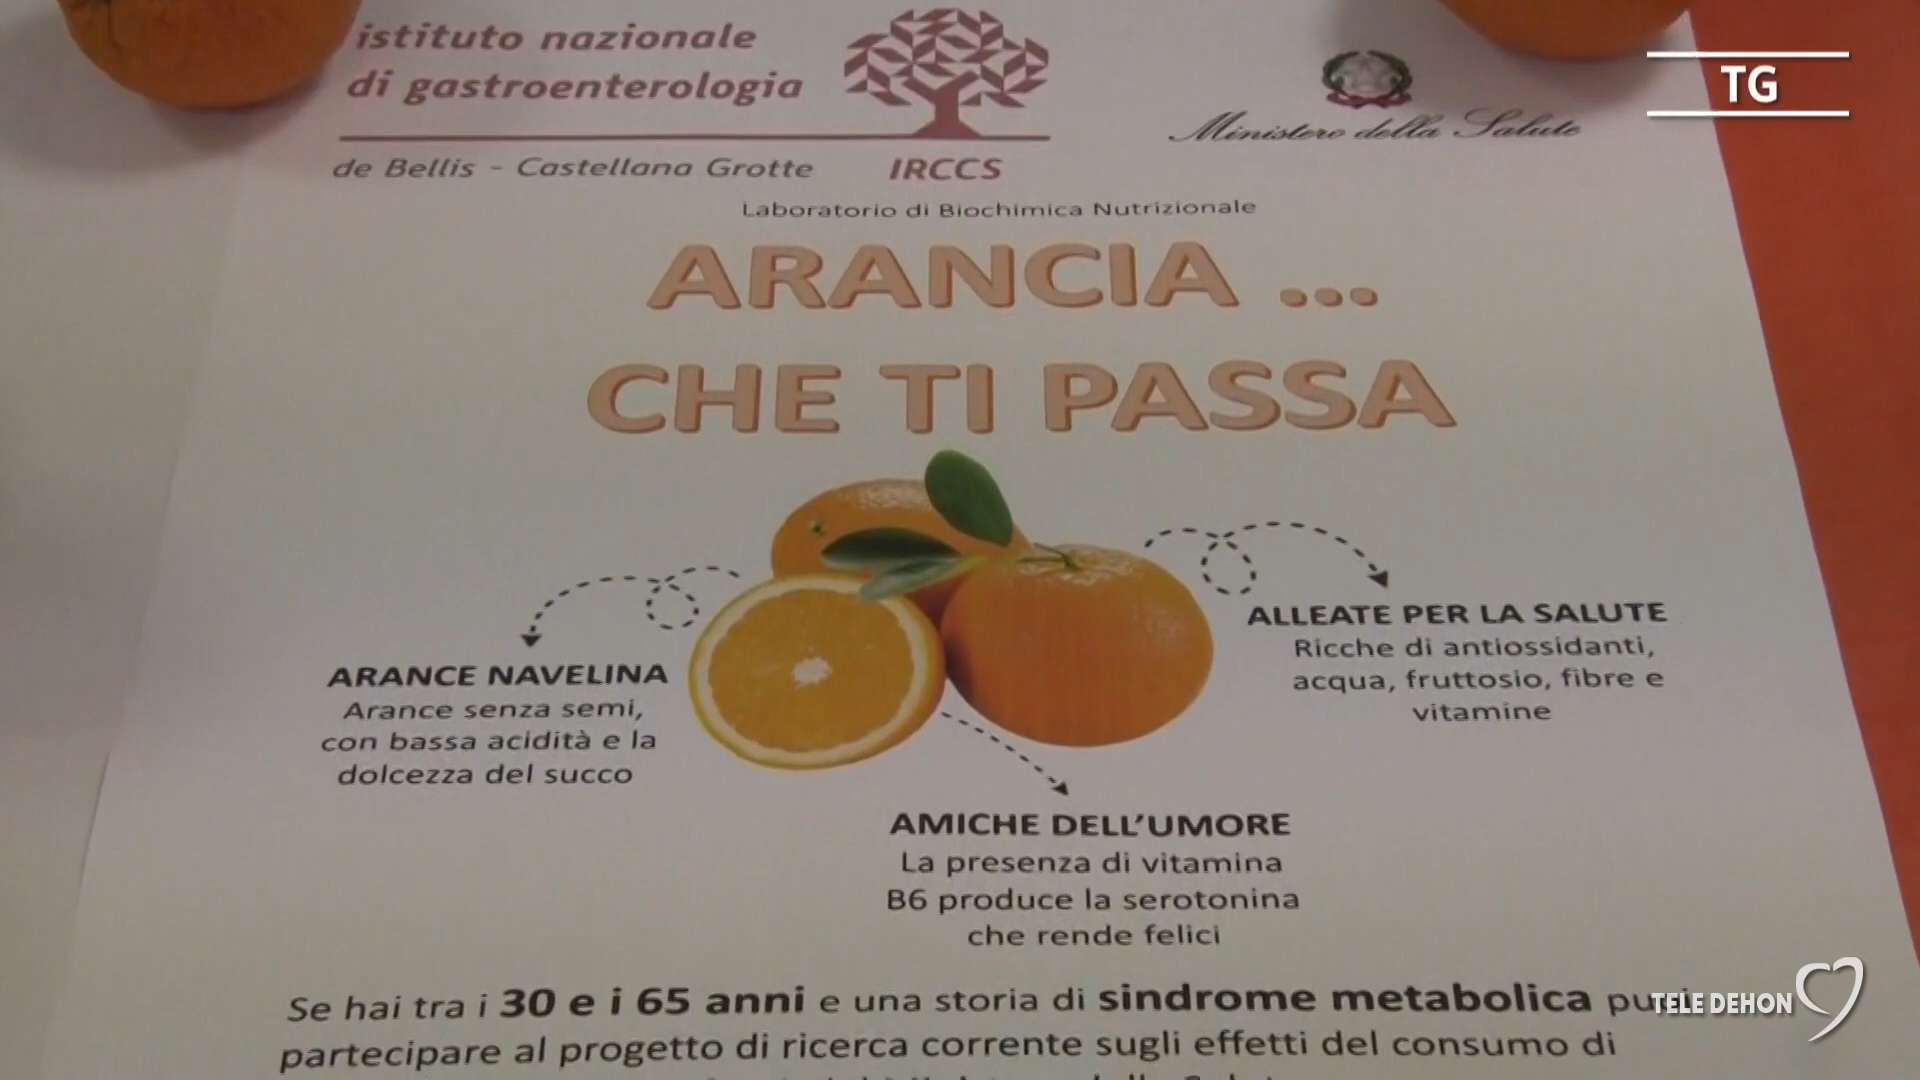 istituto nazionale
di gastroenterologia
de Bellis - Castellana Grotte
IRCCS
Ministero della Salute
TG
Laboratorio di Biochimica Nutrizionale
ARANCIA ...
CHE TI PASSA
ARANCE NAVELINA
Arance senza semi,
con bassa acidità e la
dolcezza del succo
ALLEATE PER LA SALUTE
Ricche di antiossidanti,
acqua, fruttosio, fibre e
vitamine
AMICHE DELL'UMORE
La presenza di vitamina
B6 produce la serotonina
che rende felici
Se hai tra i 30 e i 65 anni e una storia di sindrome metabolica
partecipare al progetto di ricerca corrente sugli effetti del consumo di
TELE DEHON